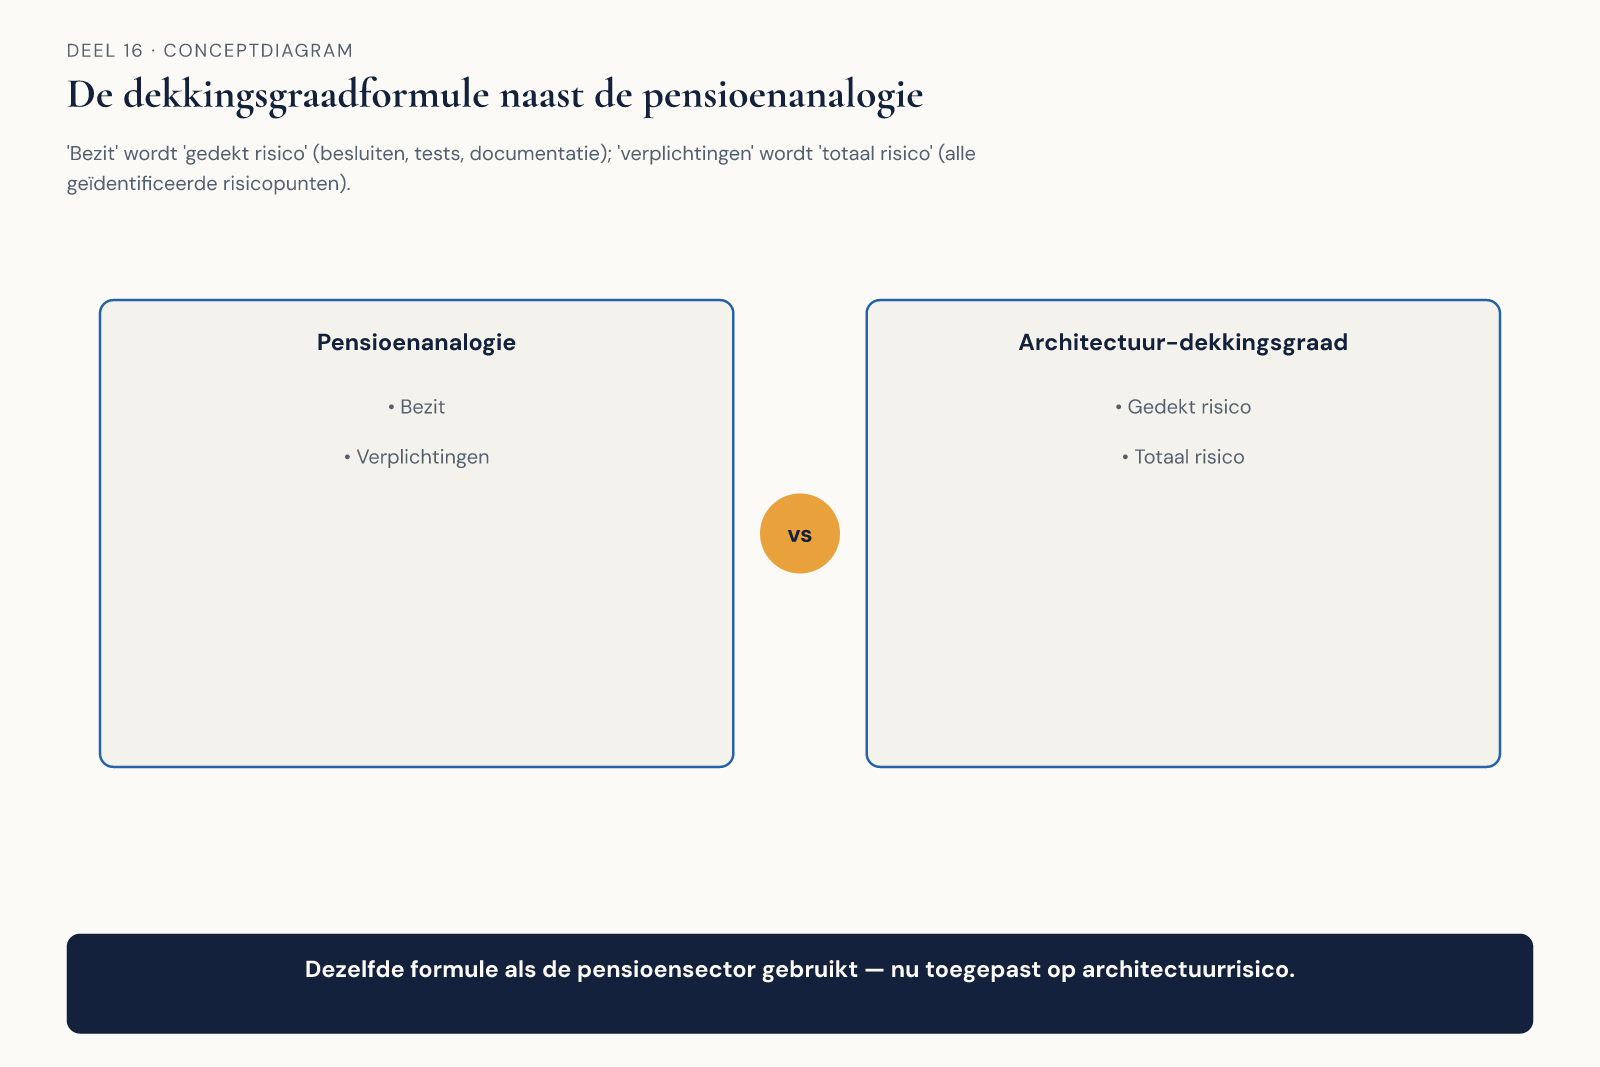 DEEL 16 · CONCEPTDIAGRAM
De dekkingsgraadformule naast de pensioenanalogie
'Bezit' wordt 'gedekt risico' (besluiten, tests, documentatie); 'verplichtingen' wordt 'totaal risico' (alle
geïdentificeerde risicopunten).
Pensioenanalogie
• Bezit
• Verplichtingen
vs
Architectuur-dekkingsgraad
• Gedekt risico
• Totaal risico
Dezelfde formule als de pensioensector gebruikt — nu toegepast op architectuurrisico.